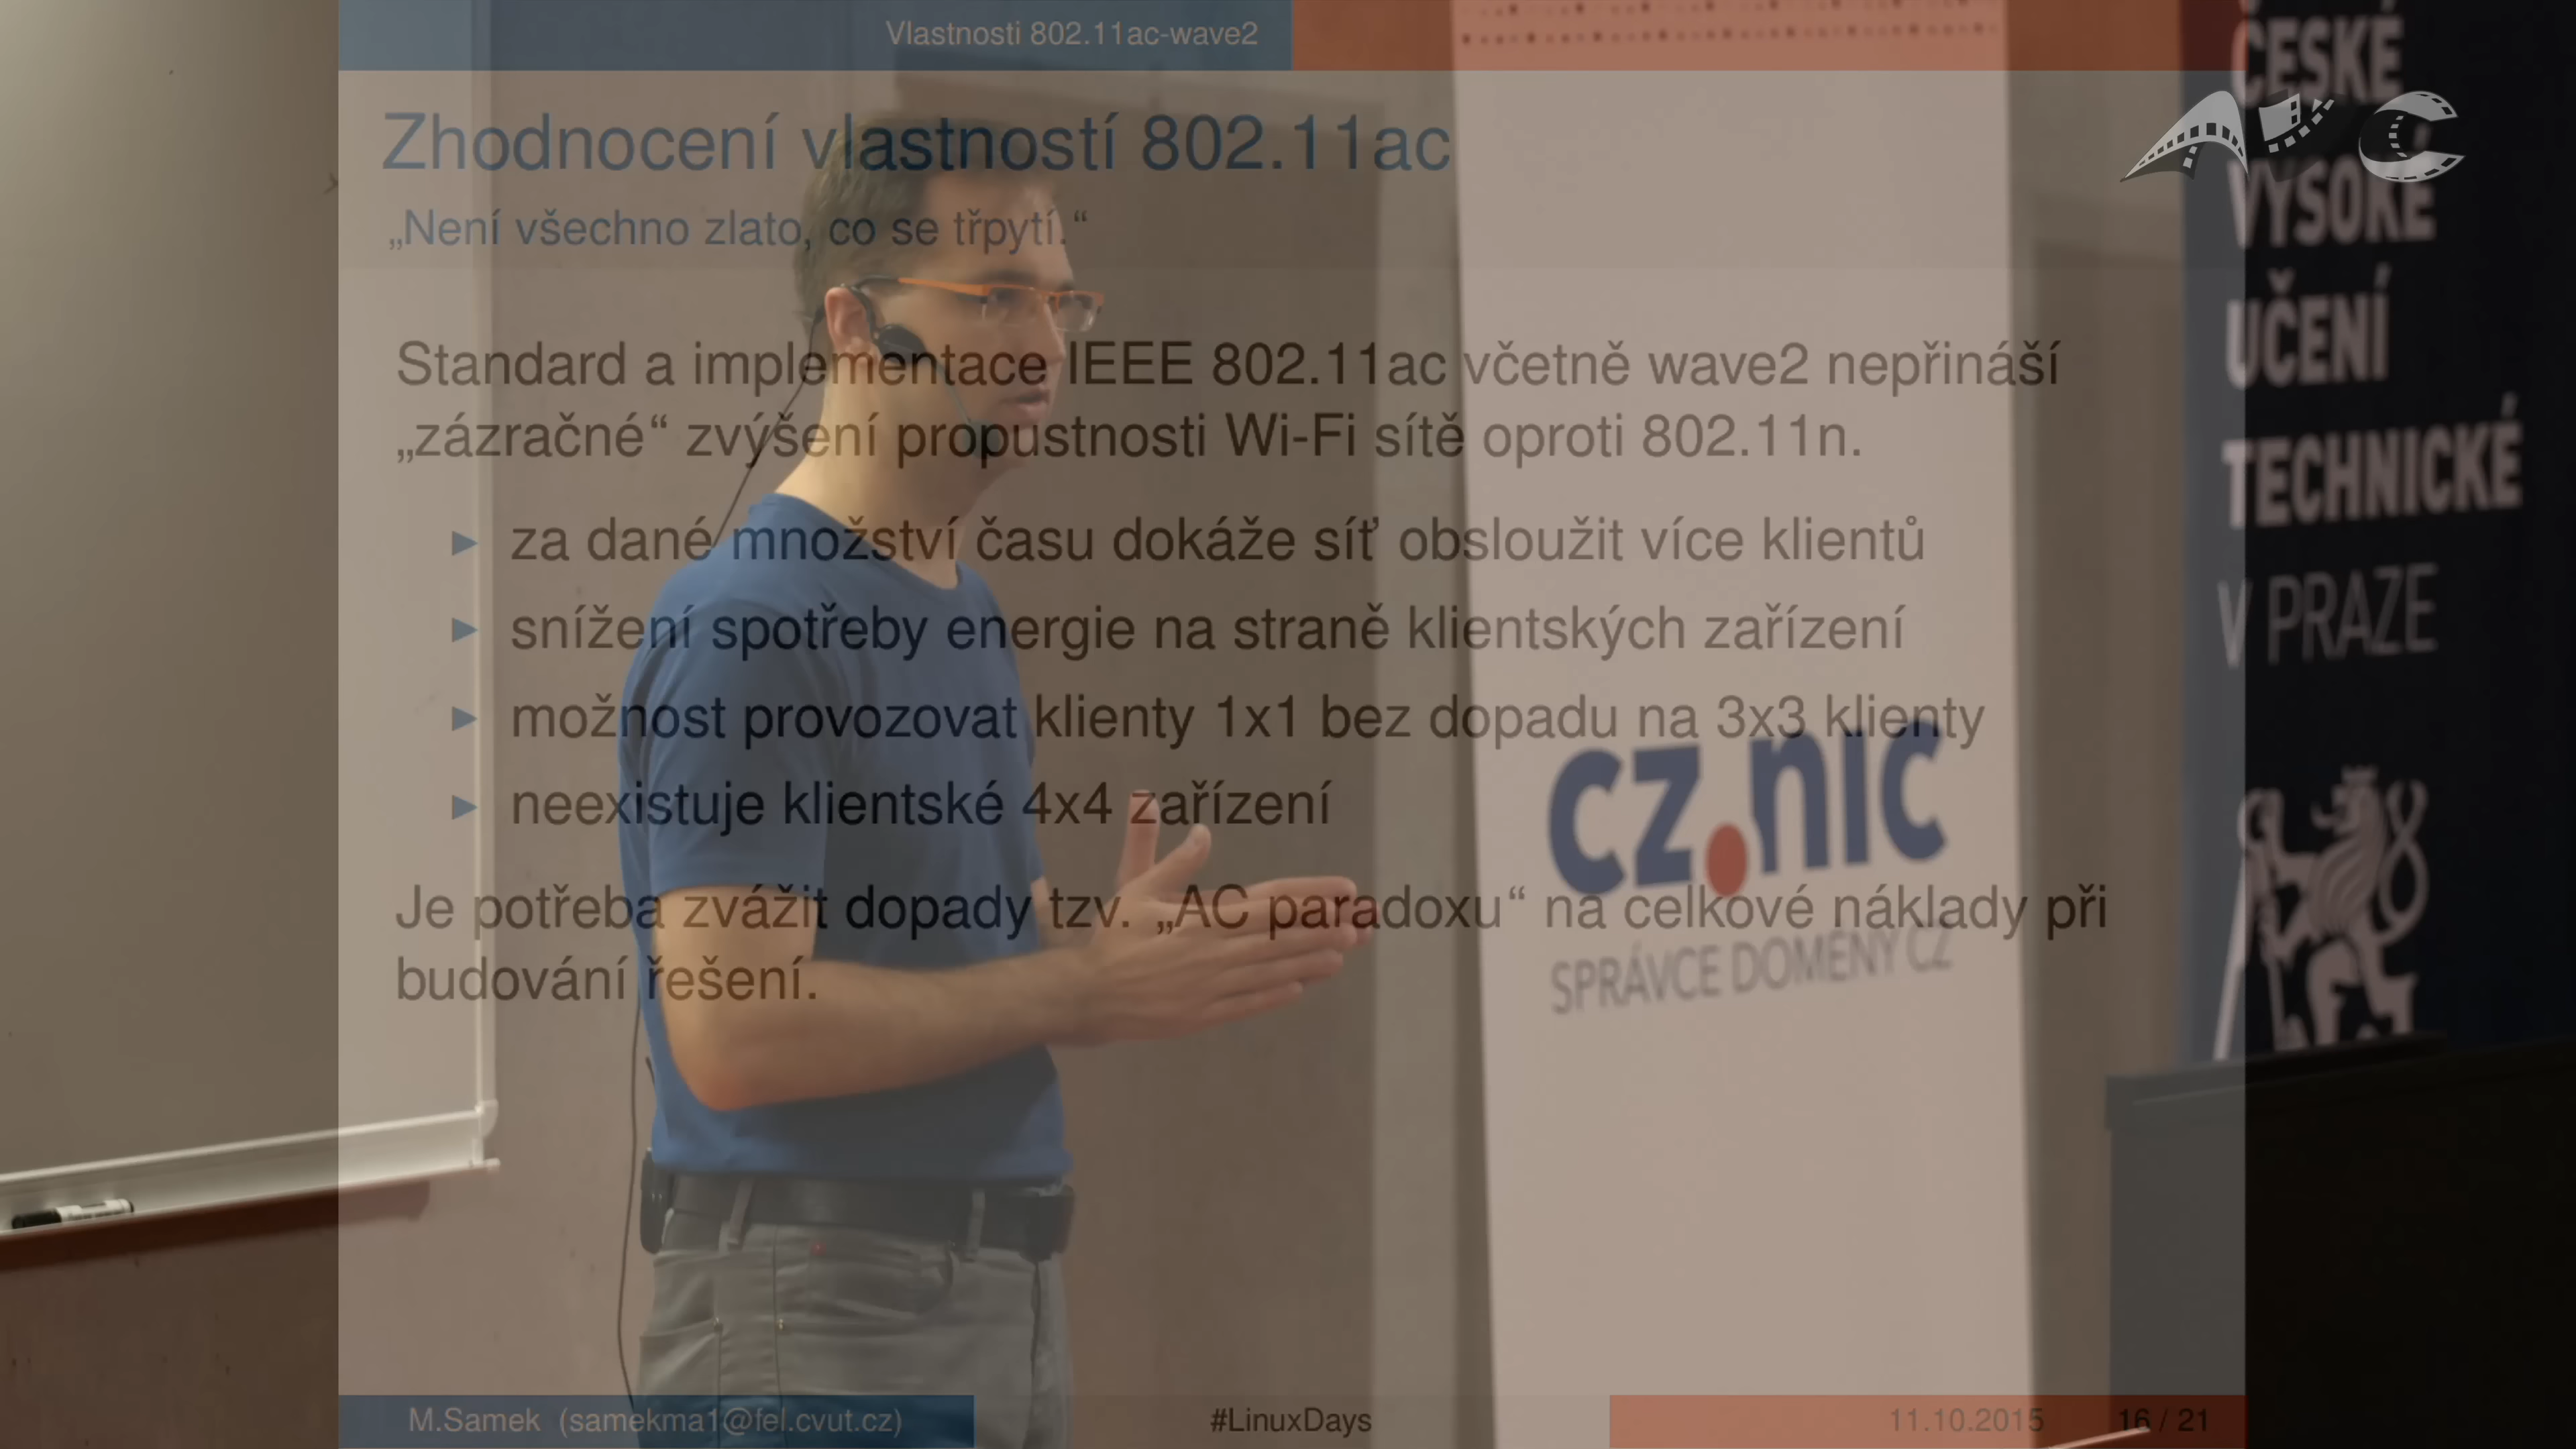 Vlastnosti 802.11ac-wave2
Zhodnocení vlastností 802.11ac
„Není všechno zlato, co se třpytí.“
Standard a implementace IEEE 802.11ac včetně wave2 nepřináší
„zázračné“ zvýšení propustnosti Wi-Fi sítě oproti 802.11n.
▶ za dané množství času dokáže síť obsloužit více klientů
▶ snížení spotřeby energie na straně klientských zařízení
▶ možnost provozovat klienty 1x1 bez dopadu na 3x3 klienty
▶ neexistuje klientské 4x4 zařízení
Je potřeba zvážit dopady tzv. „AC paradoxu“ na celkové náklady při
budování řešení.
M.Samek (samekma1@fel.cvut.cz)
#LinuxDays
11.10.2015
16 / 21
cz.nic
SPRÁVCE DOMÉNY CZ
AVC
ČESKÉ
VYSOKÉ
UČENÍ
TECHNICKÉ
V PRAZE